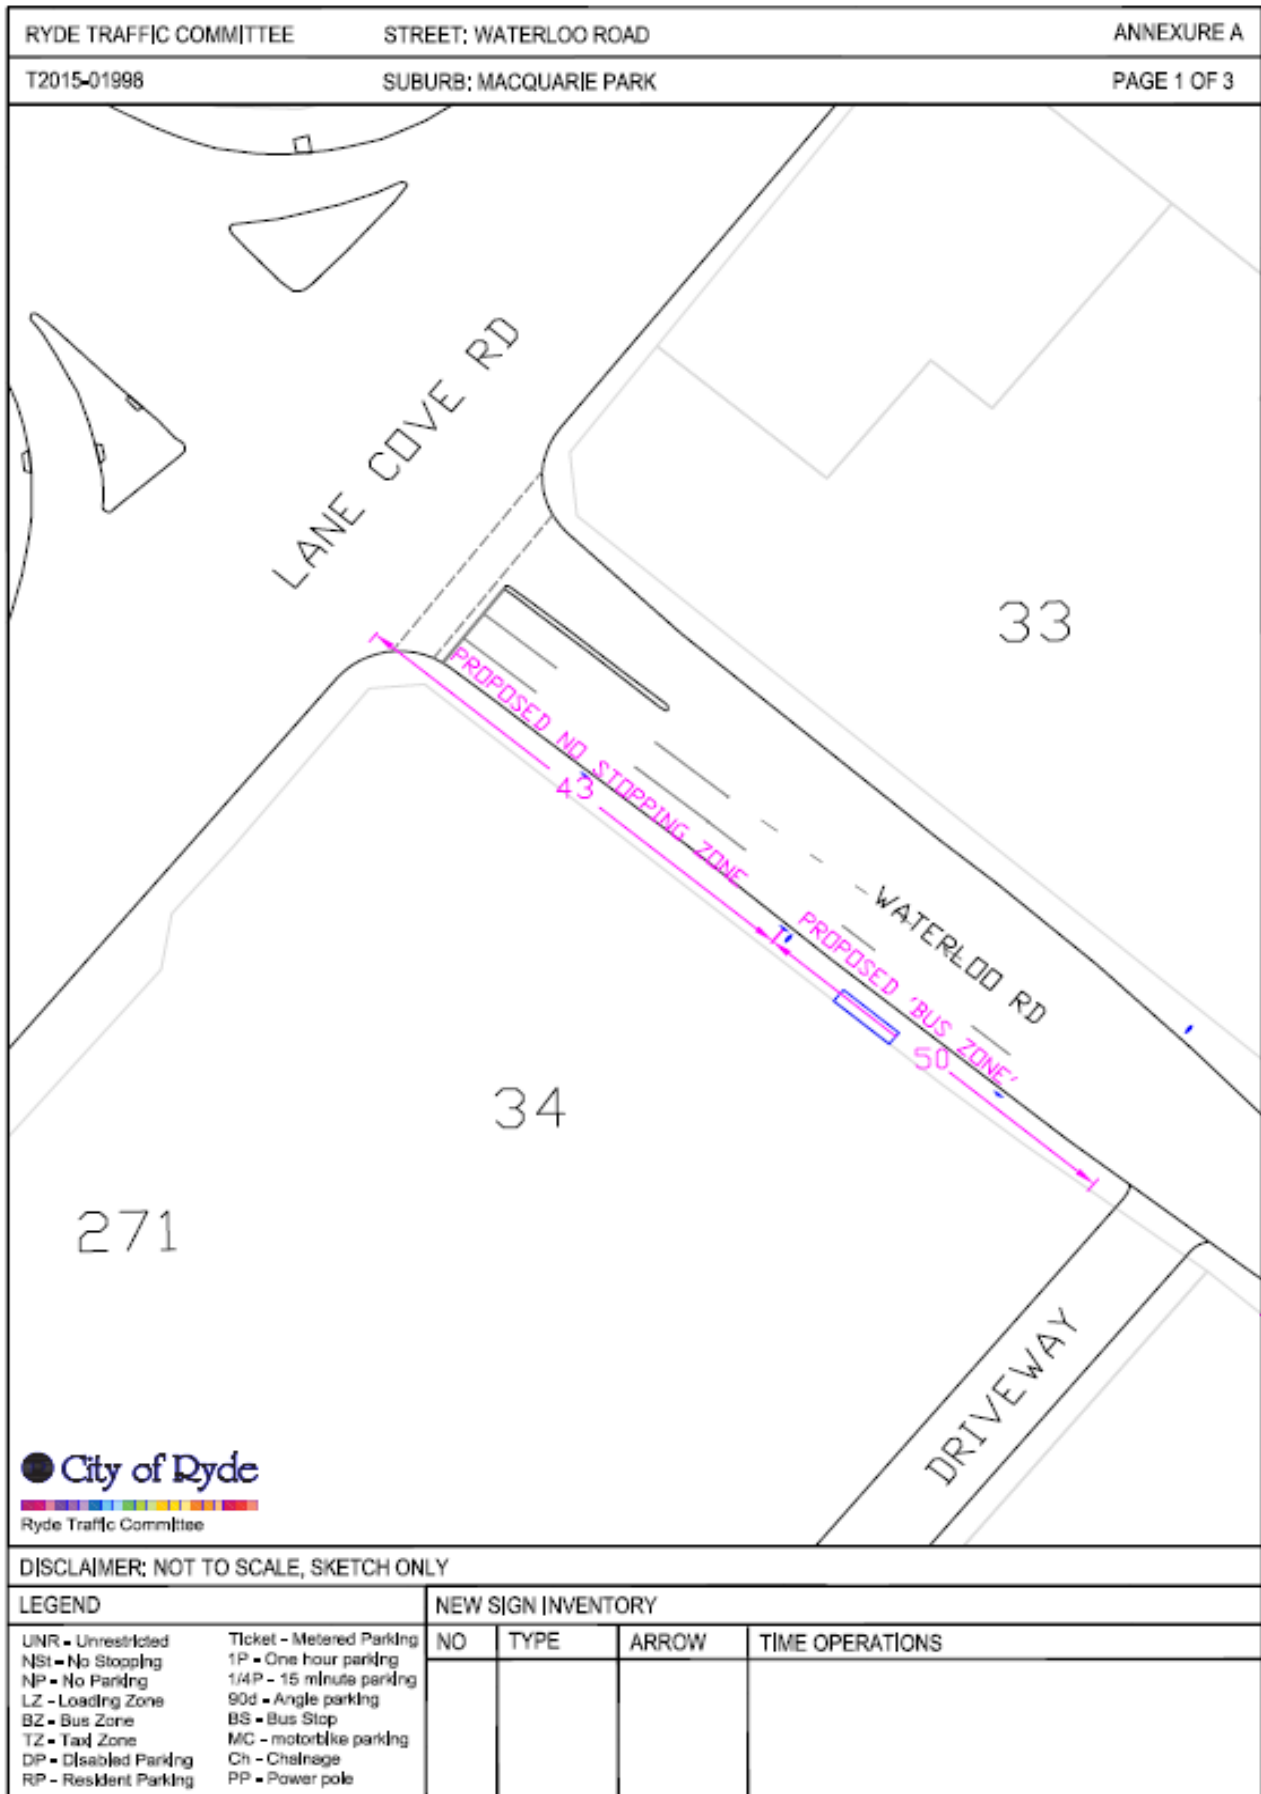 RYDE TRAFFIC COMMITTEE STREET: WATERLOO ROAD ANNEXURE A
T2015-01998 SUBURB: MACQUARIE PARK PAGE 1 OF 3
LANE COVE RD
33
PROPOSED NO STOPPING ZONE
43
WATERLOO RD
PROPOSED 'BUS ZONE'
50
34
271
DRIVEWAY
City of Ryde
Ryde Traffic Committee
DISCLAIMER: NOT TO SCALE, SKETCH ONLY
LEGEND
UNR - Unrestricted
NSt - No Stopping
NP - No Parking
LZ - Loading Zone
BZ - Bus Zone
TZ - Taxi Zone
DP - Disabled Parking
RP - Resident Parking
Ticket - Metered Parking
1P - One hour parking
1/4P - 15 minute parking
90d - Angle parking
BS - Bus Stop
MC - motorbike parking
Ch - Chainage
PP - Power pole
NEW SIGN INVENTORY
NO TYPE ARROW TIME OPERATIONS